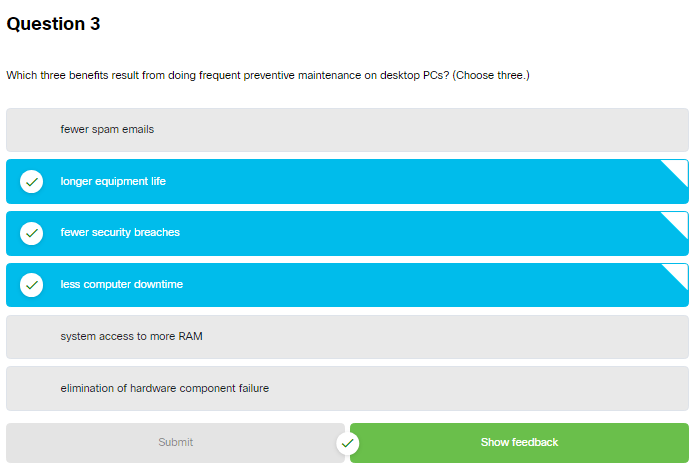 Question 3
Which three benefits result from doing frequent preventive maintenance on desktop PCs? (Choose three.)
fewer spam emails
longer equipment life
fewer security breaches
less computer downtime
system access to more RAM
elimination of hardware component failure
Submit
Show feedback